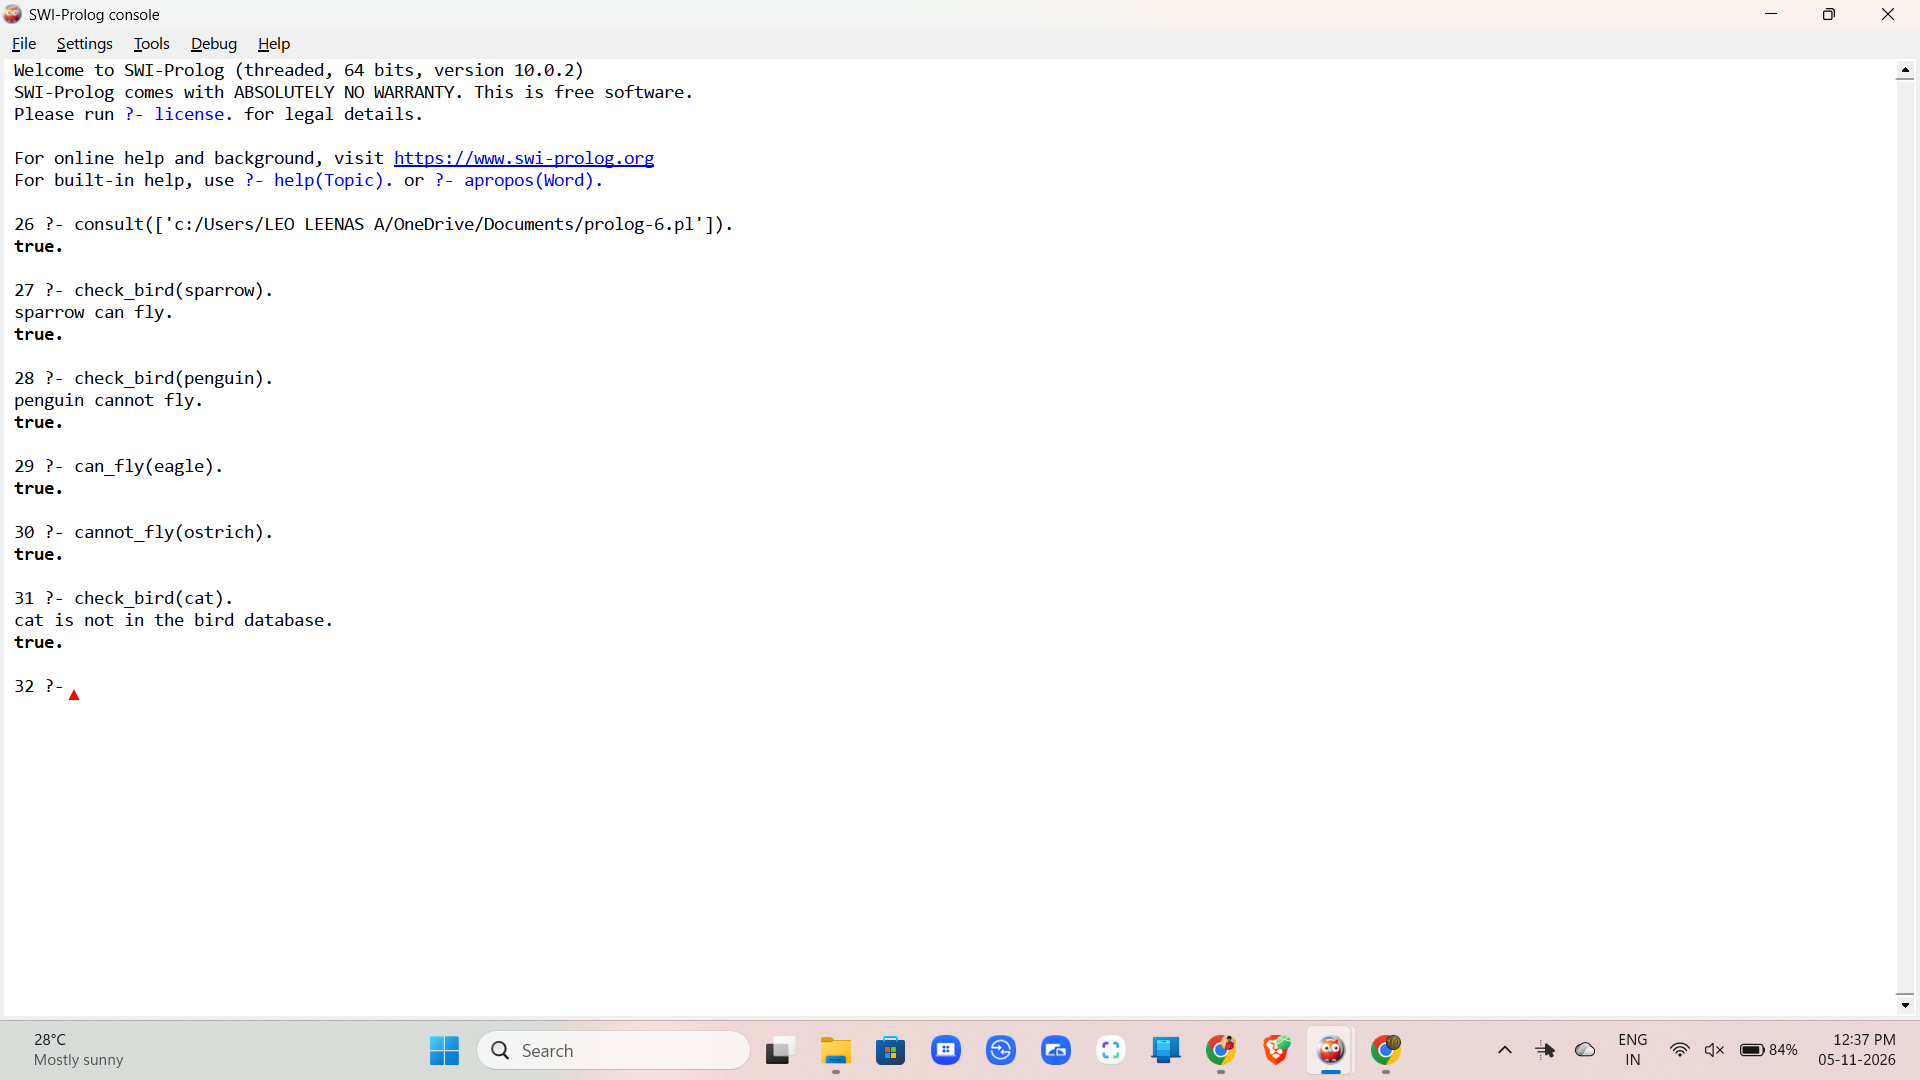 SWI-Prolog console
File Settings Tools Debug Help
Welcome to SWI-Prolog (threaded, 64 bits, version 10.0.2)
SWI-Prolog comes with ABSOLUTELY NO WARRANTY. This is free software.
Please run ?- license. for legal details.
For online help and background, visit https://www.swi-prolog.org
For built-in help, use ?- help(Topic). or ?- apropos(Word).
26 ?- consult(['c:/Users/LEO LEENAS A/OneDrive/Documents/prolog-6.pl']).
true.
27 ?- check_bird(sparrow).
sparrow can fly.
true.
28 ?- check_bird(penguin).
penguin cannot fly.
true.
29 ?- can_fly(eagle).
true.
30 ?- cannot_fly(ostrich).
true.
31 ?- check_bird(cat).
cat is not in the bird database.
true.
32 ?-
28°C
Mostly sunny
Search
ENG
IN
84%
12:37 PM
05-11-2026